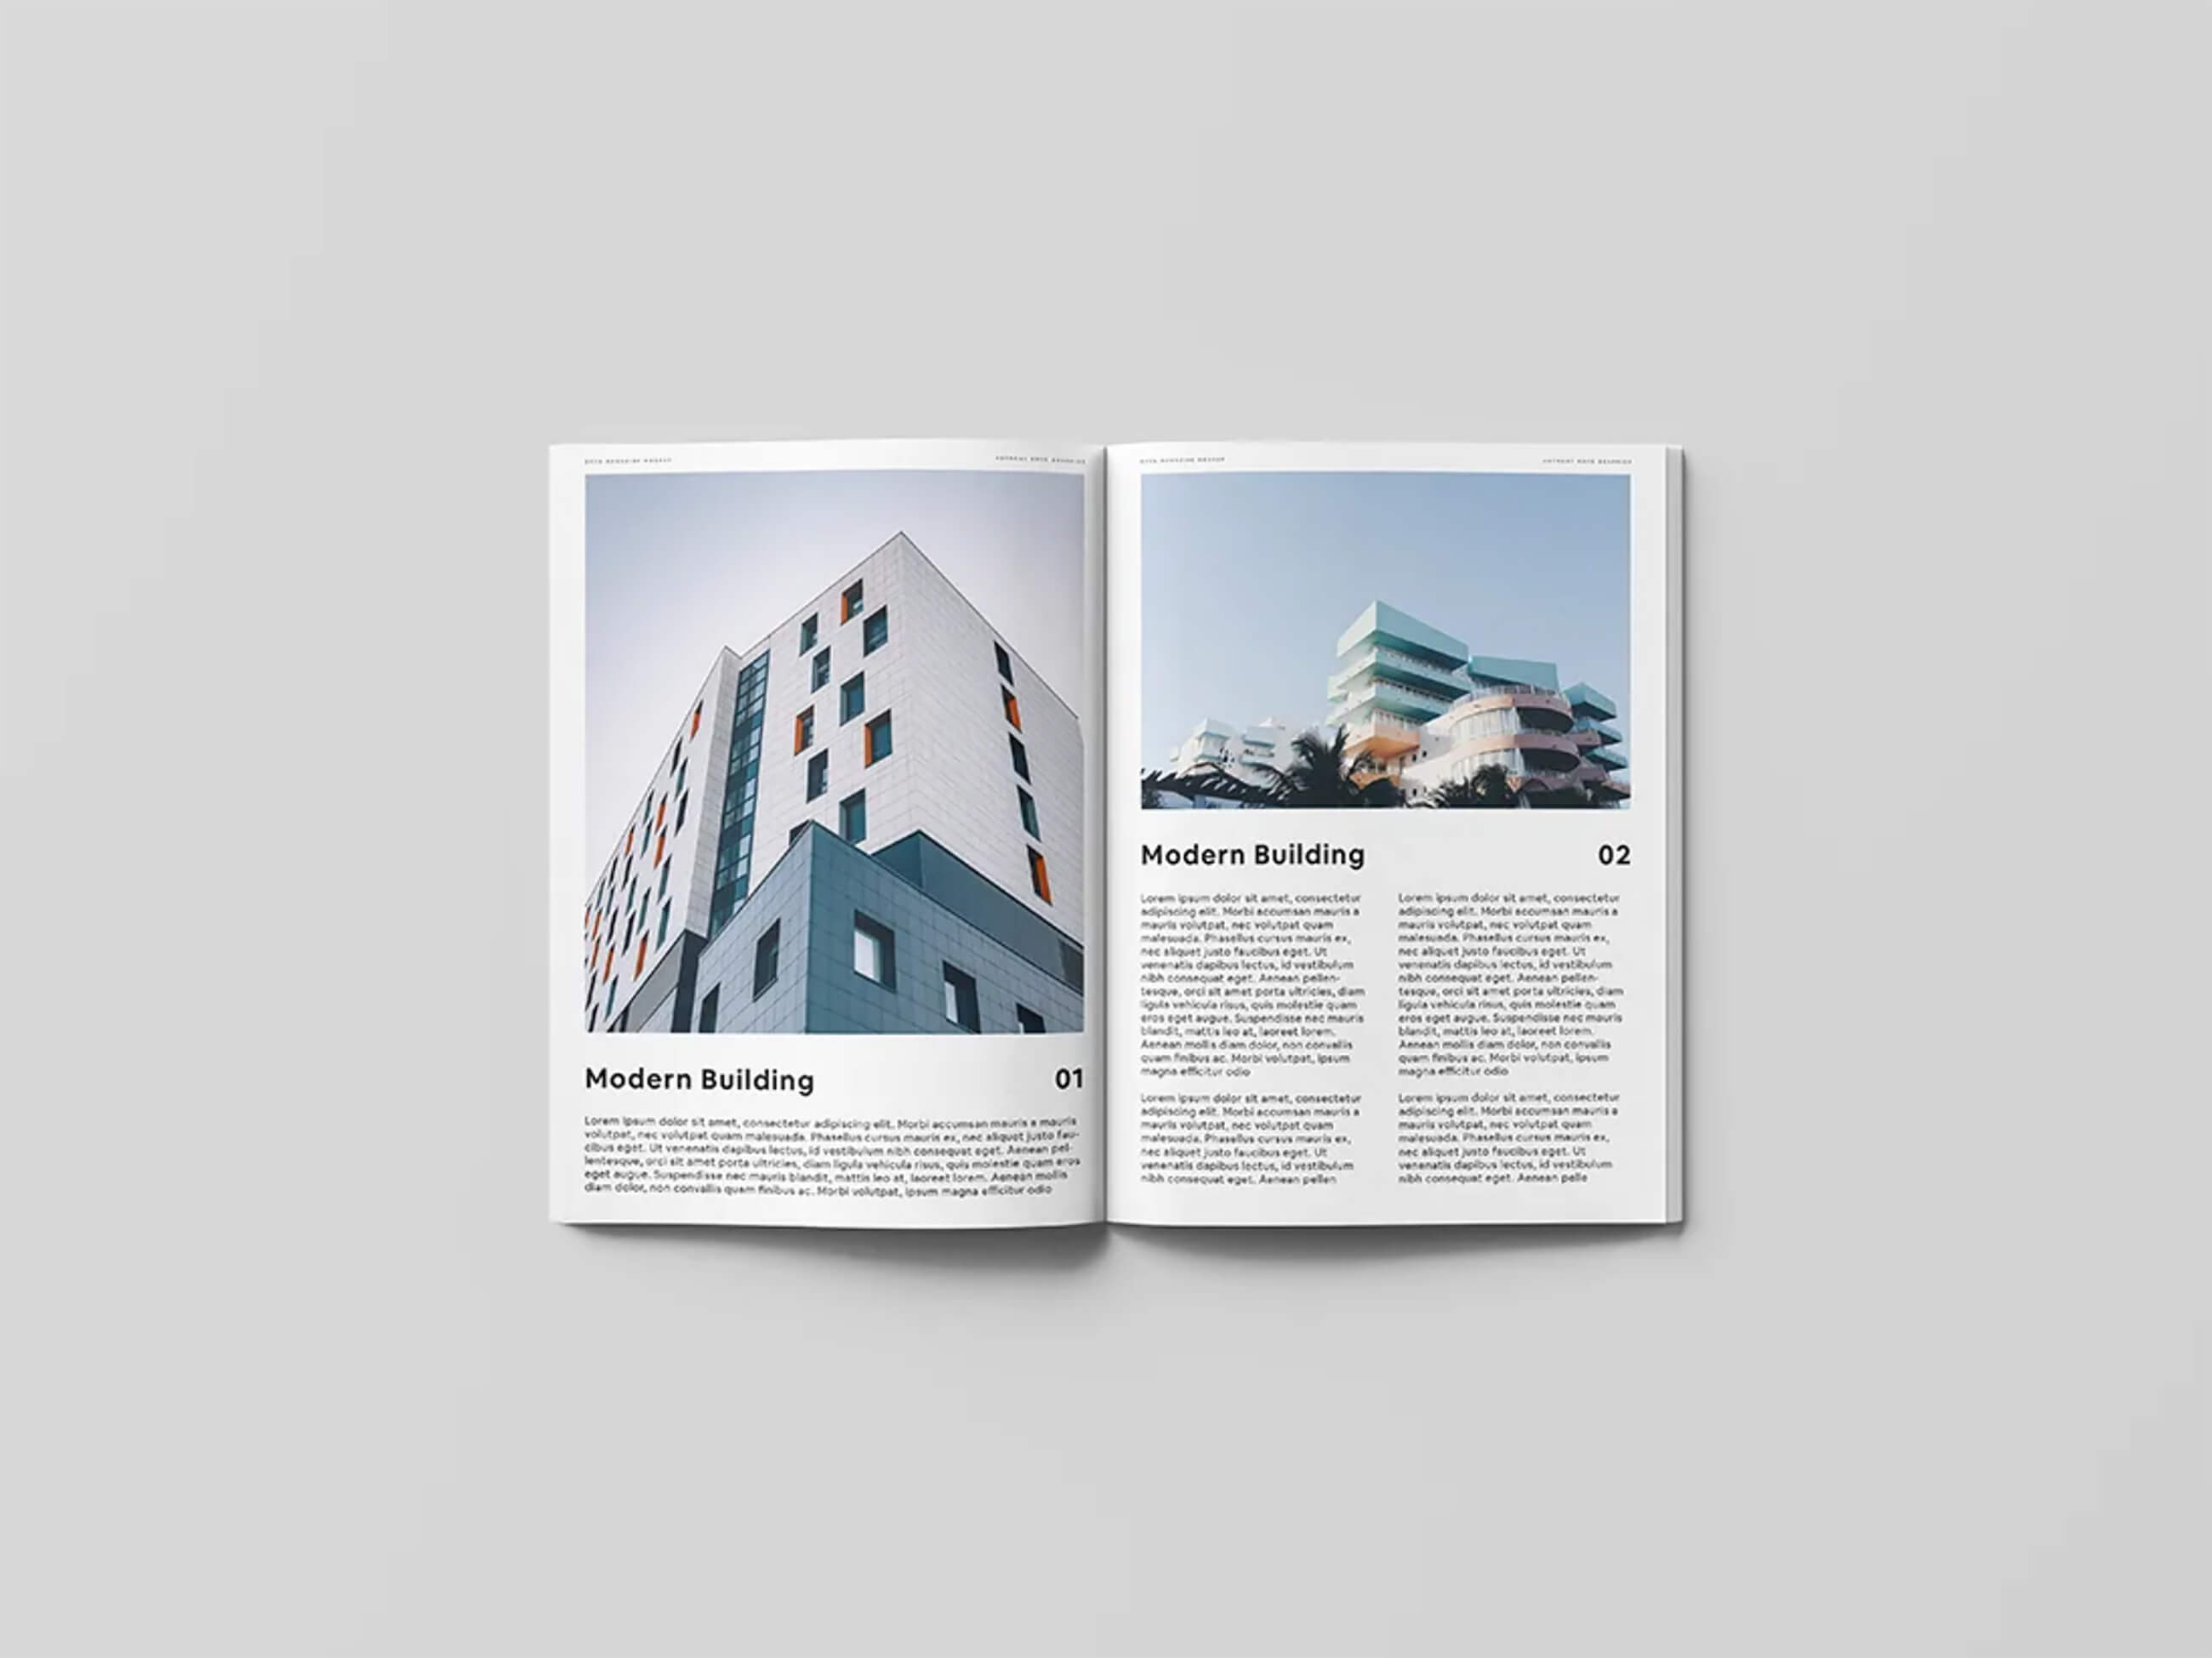 Modern Building 01
Lorem ipsum dolor sit amet, consectetur adipiscing elit. Morbi accumsan mauris a mauris
volutpat, nec volutpat quam malesuada. Phasellus cursus mauris ex, nec aliquet justo fau-
cibus eget. Ut venenatis dapibus lectus, id vestibulum nibh consequat eget. Aenean pel-
lentesque, orci sit amet porta ultricies, diam ligula vehicula risus, quis molestie quam eros
eget augue. Suspendisse nec mauris blandit, mattis leo at, laoreet lorem. Aenean mollis
diam dolor, non convallis quam finibus ac. Morbi volutpat, ipsum magna efficitur odio
Modern Building 02
Lorem ipsum dolor sit amet, consectetur
adipiscing elit. Morbi accumsan mauris a
mauris volutpat, nec volutpat quam
malesuada. Phasellus cursus mauris ex,
nec aliquet justo faucibus eget. Ut
venenatis dapibus lectus, id vestibulum
nibh consequat eget. Aenean pellen-
tesque, orci sit amet porta ultricies, diam
ligula vehicula risus, quis molestie quam
eros eget augue. Suspendisse nec mauris
blandit, mattis leo at, laoreet lorem.
Aenean mollis diam dolor, non convallis
quam finibus ac. Morbi volutpat, ipsum
magna efficitur odio
Lorem ipsum dolor sit amet, consectetur
adipiscing elit. Morbi accumsan mauris a
mauris volutpat, nec volutpat quam
malesuada. Phasellus cursus mauris ex,
nec aliquet justo faucibus eget. Ut
venenatis dapibus lectus, id vestibulum
nibh consequat eget. Aenean pellen
Lorem ipsum dolor sit amet, consectetur
adipiscing elit. Morbi accumsan mauris a
mauris volutpat, nec volutpat quam
malesuada. Phasellus cursus mauris ex,
nec aliquet justo faucibus eget. Ut
venenatis dapibus lectus, id vestibulum
nibh consequat eget. Aenean pellen-
tesque, orci sit amet porta ultricies, diam
ligula vehicula risus, quis molestie quam
eros eget augue. Suspendisse nec mauris
blandit, mattis leo at, laoreet lorem.
Aenean mollis diam dolor, non convallis
quam finibus ac. Morbi volutpat, ipsum
magna efficitur odio
Lorem ipsum dolor sit amet, consectetur
adipiscing elit. Morbi accumsan mauris a
mauris volutpat, nec volutpat quam
malesuada. Phasellus cursus mauris ex,
nec aliquet justo faucibus eget. Ut
venenatis dapibus lectus, id vestibulum
nibh consequat eget. Aenean pelle